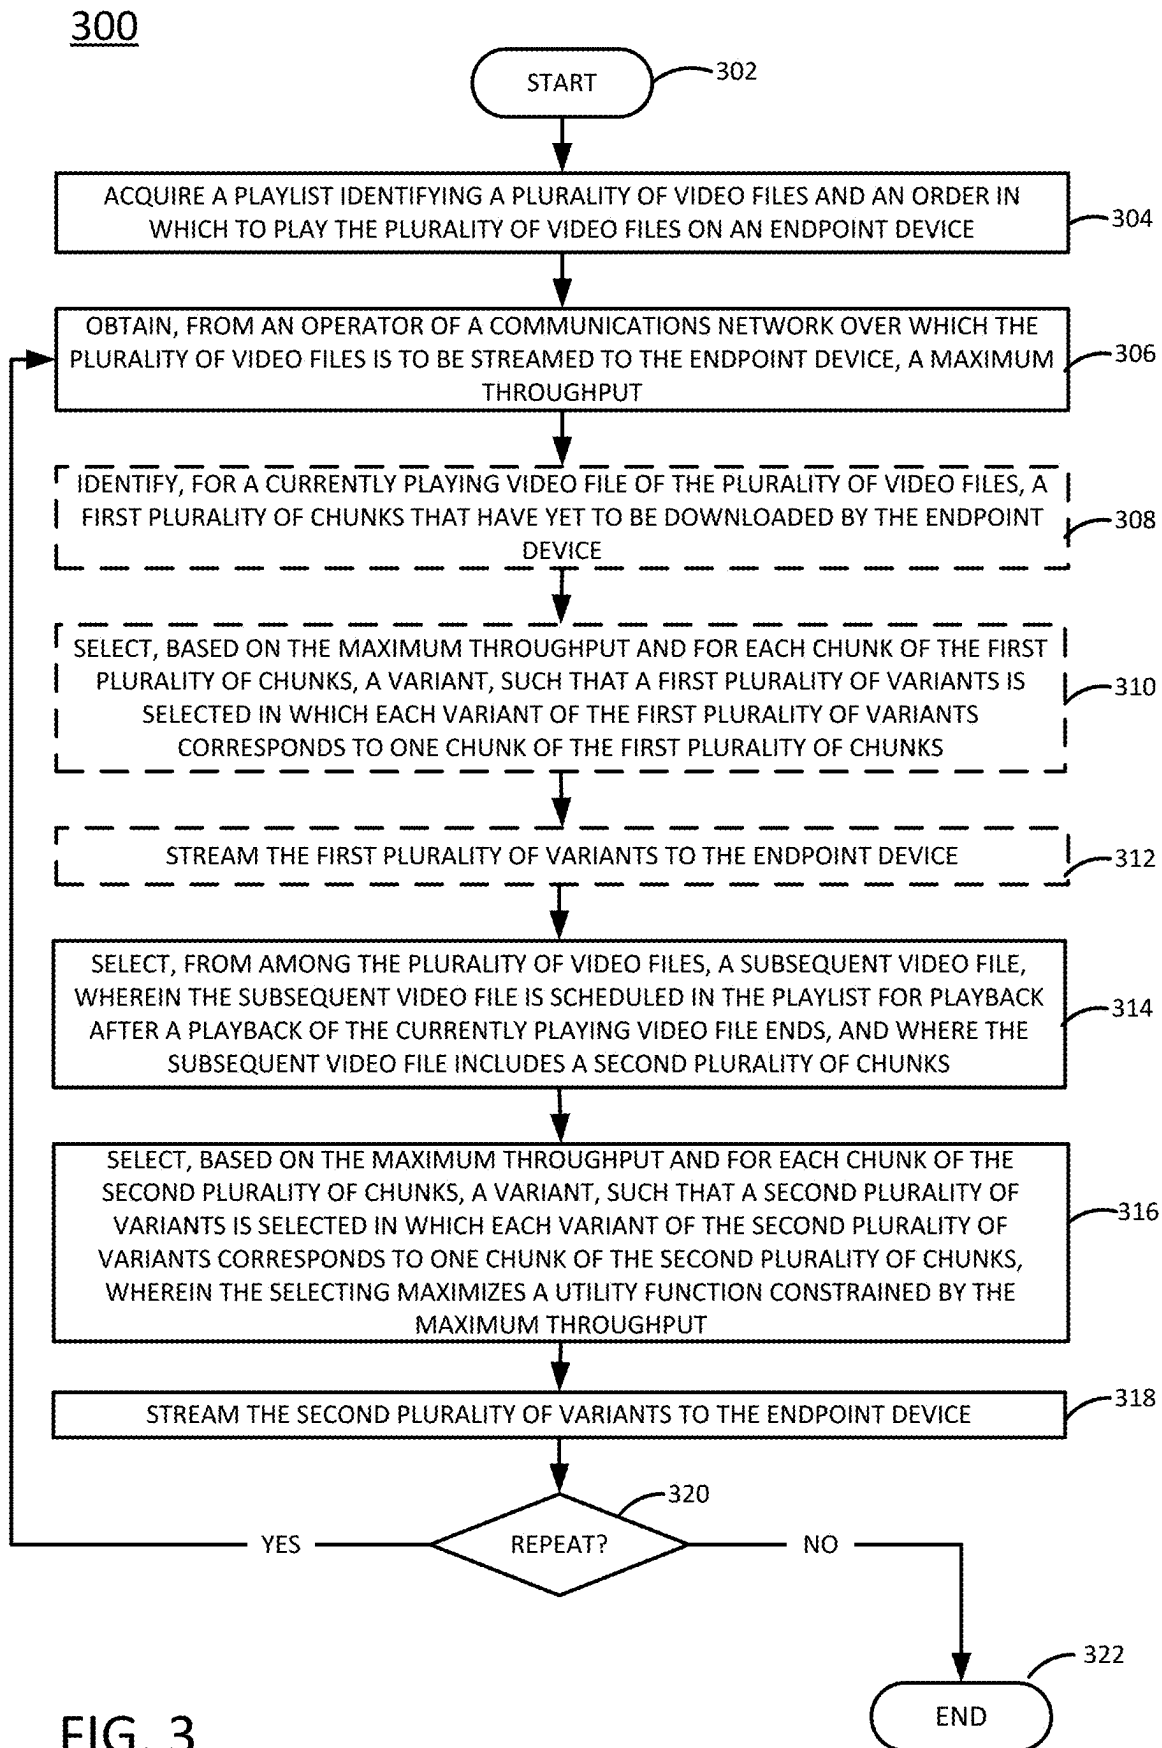 300
START
302
ACQUIRE A PLAYLIST IDENTIFYING A PLURALITY OF VIDEO FILES AND AN ORDER IN
WHICH TO PLAY THE PLURALITY OF VIDEO FILES ON AN ENDPOINT DEVICE
304
OBTAIN, FROM AN OPERATOR OF A COMMUNICATIONS NETWORK OVER WHICH THE
PLURALITY OF VIDEO FILES IS TO BE STREAMED TO THE ENDPOINT DEVICE, A MAXIMUM
THROUGHPUT
306
IDENTIFY, FOR A CURRENTLY PLAYING VIDEO FILE OF THE PLURALITY OF VIDEO FILES, A
FIRST PLURALITY OF CHUNKS THAT HAVE YET TO BE DOWNLOADED BY THE ENDPOINT
DEVICE
308
SELECT, BASED ON THE MAXIMUM THROUGHPUT AND FOR EACH CHUNK OF THE FIRST
PLURALITY OF CHUNKS, A VARIANT, SUCH THAT A FIRST PLURALITY OF VARIANTS IS
SELECTED IN WHICH EACH VARIANT OF THE FIRST PLURALITY OF VARIANTS
CORRESPONDS TO ONE CHUNK OF THE FIRST PLURALITY OF CHUNKS
310
STREAM THE FIRST PLURALITY OF VARIANTS TO THE ENDPOINT DEVICE
312
SELECT, FROM AMONG THE PLURALITY OF VIDEO FILES, A SUBSEQUENT VIDEO FILE,
WHEREIN THE SUBSEQUENT VIDEO FILE IS SCHEDULED IN THE PLAYLIST FOR PLAYBACK
AFTER A PLAYBACK OF THE CURRENTLY PLAYING VIDEO FILE ENDS, AND WHERE THE
SUBSEQUENT VIDEO FILE INCLUDES A SECOND PLURALITY OF CHUNKS
314
SELECT, BASED ON THE MAXIMUM THROUGHPUT AND FOR EACH CHUNK OF THE
SECOND PLURALITY OF CHUNKS, A VARIANT, SUCH THAT A SECOND PLURALITY OF
VARIANTS IS SELECTED IN WHICH EACH VARIANT OF THE SECOND PLURALITY OF
VARIANTS CORRESPONDS TO ONE CHUNK OF THE SECOND PLURALITY OF CHUNKS,
WHEREIN THE SELECTING MAXIMIZES A UTILITY FUNCTION CONSTRAINED BY THE
MAXIMUM THROUGHPUT
316
STREAM THE SECOND PLURALITY OF VARIANTS TO THE ENDPOINT DEVICE
318
320
YES
REPEAT?
NO
322
END
FIG. 3